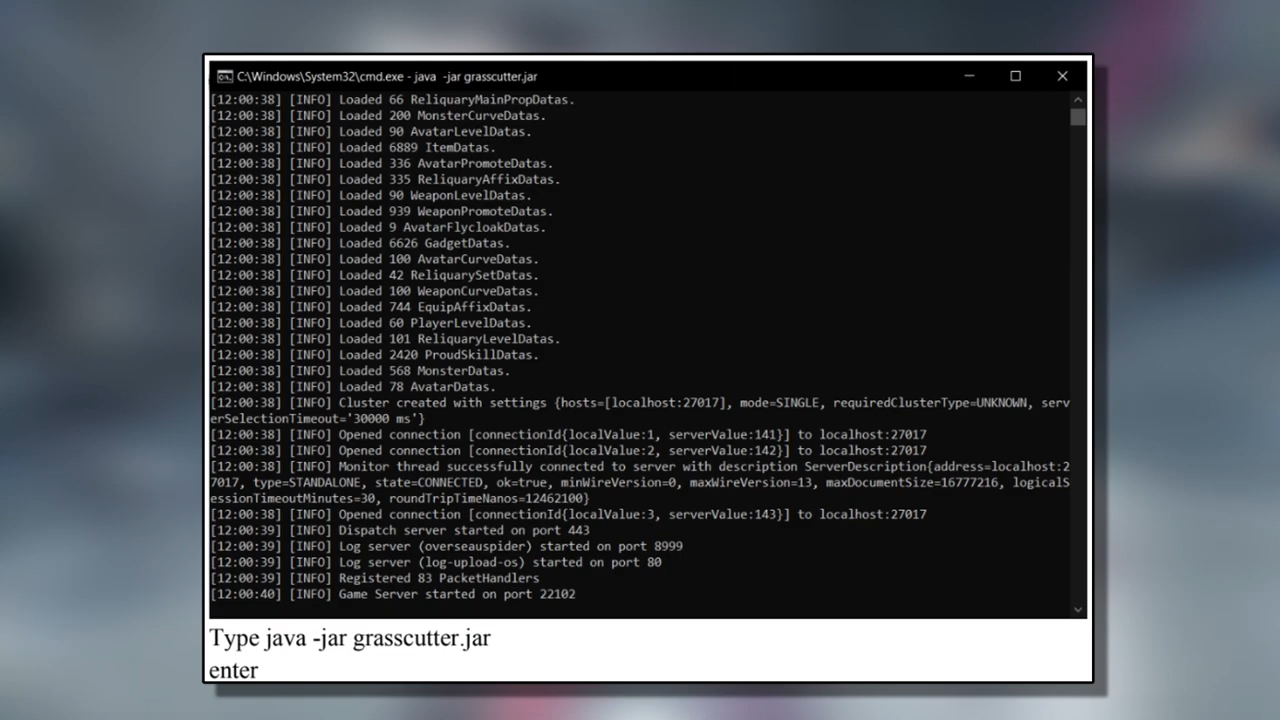 C:\Windows\System32\cmd.exe - java  -jar grasscutter.jar
[12:00:38] [INFO] Loaded 66 ReliquaryMainPropDatas.
[12:00:38] [INFO] Loaded 200 MonsterCurveDatas.
[12:00:38] [INFO] Loaded 90 AvatarLevelDatas.
[12:00:38] [INFO] Loaded 6889 ItemDatas.
[12:00:38] [INFO] Loaded 336 AvatarPromoteDatas.
[12:00:38] [INFO] Loaded 335 ReliquaryAffixDatas.
[12:00:38] [INFO] Loaded 90 WeaponLevelDatas.
[12:00:38] [INFO] Loaded 939 WeaponPromoteDatas.
[12:00:38] [INFO] Loaded 9 AvatarFlycloakDatas.
[12:00:38] [INFO] Loaded 6626 GadgetDatas.
[12:00:38] [INFO] Loaded 100 AvatarCurveDatas.
[12:00:38] [INFO] Loaded 42 ReliquarySetDatas.
[12:00:38] [INFO] Loaded 100 WeaponCurveDatas.
[12:00:38] [INFO] Loaded 744 EquipAffixDatas.
[12:00:38] [INFO] Loaded 60 PlayerLevelDatas.
[12:00:38] [INFO] Loaded 101 ReliquaryLevelDatas.
[12:00:38] [INFO] Loaded 2420 ProudSkillDatas.
[12:00:38] [INFO] Loaded 568 MonsterDatas.
[12:00:38] [INFO] Loaded 78 AvatarDatas.
[12:00:38] [INFO] Cluster created with settings {hosts=[localhost:27017], mode=SINGLE, requiredClusterType=UNKNOWN, serv
erSelectionTimeout='30000 ms'}
[12:00:38] [INFO] Opened connection [connectionId{localValue:1, serverValue:141}] to localhost:27017
[12:00:38] [INFO] Opened connection [connectionId{localValue:2, serverValue:142}] to localhost:27017
[12:00:38] [INFO] Monitor thread successfully connected to server with description ServerDescription{address=localhost:2
7017, type=STANDALONE, state=CONNECTED, ok=true, minWireVersion=0, maxWireVersion=13, maxDocumentSize=16777216, logicalS
essionTimeoutMinutes=30, roundTripTimeNanos=12462100}
[12:00:38] [INFO] Opened connection [connectionId{localValue:3, serverValue:143}] to localhost:27017
[12:00:39] [INFO] Dispatch server started on port 443
[12:00:39] [INFO] Log server (overseauspider) started on port 8999
[12:00:39] [INFO] Log server (log-upload-os) started on port 80
[12:00:39] [INFO] Registered 83 PacketHandlers
[12:00:40] [INFO] Game Server started on port 22102
Type java -jar grasscutter.jar
enter